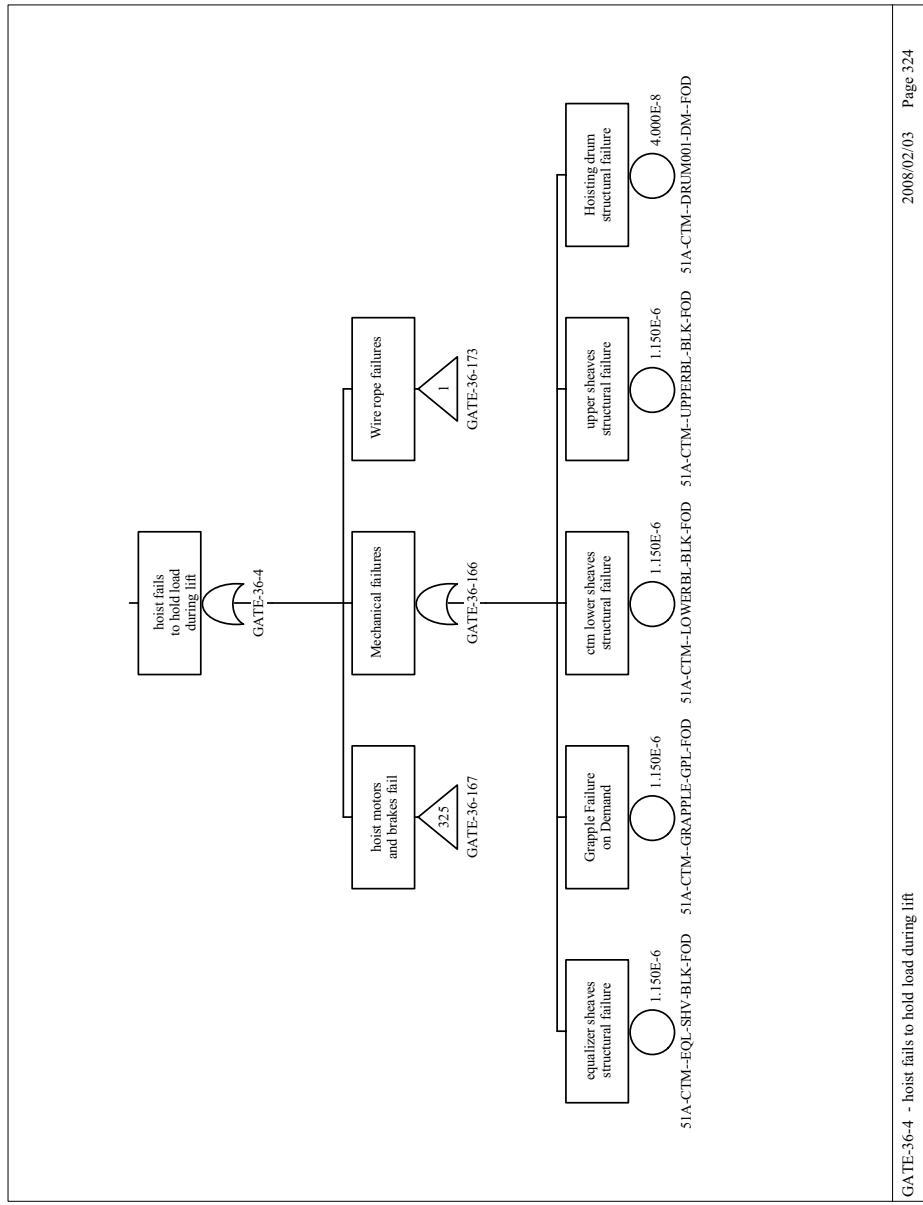 hoist fails
to hold load
during lift
GATE-36-4
hoist motors
and brakes fail
325
GATE-36-167
Mechanical failures
GATE-36-166
Wire rope failures
1
GATE-36-173
equalizer sheaves
structural failure
1.150E-6
51A-CTM--EQL-SHV-BLK-FOD
Grapple Failure
on Demand
1.150E-6
51A-CTM--GRAPPLE-GPL-FOD
ctm lower sheaves
structural failure
1.150E-6
51A-CTM--LOWERBL-BLK-FOD
upper sheaves
structural failure
1.150E-6
51A-CTM--UPPERBL-BLK-FOD
Hoisting drum
structural failure
4.000E-8
51A-CTM--DRUM001-DM--FOD
GATE-36-4 - hoist fails to hold load during lift
2008/02/03 Page 324